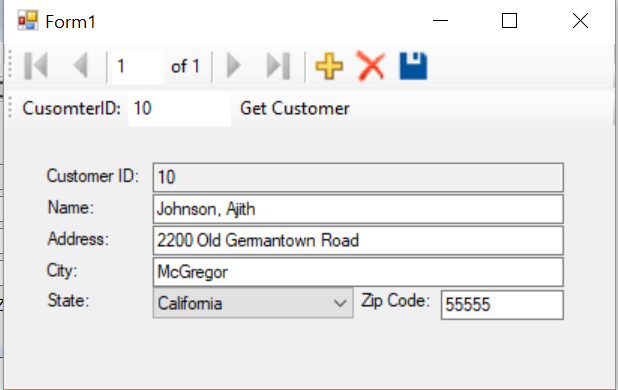 Form1
1 of 1
CusomterID: 10 Get Customer
Customer ID: 10
Name: Johnson, Ajith
Address: 2200 Old Germantown Road
City: McGregor
State: California Zip Code: 55555